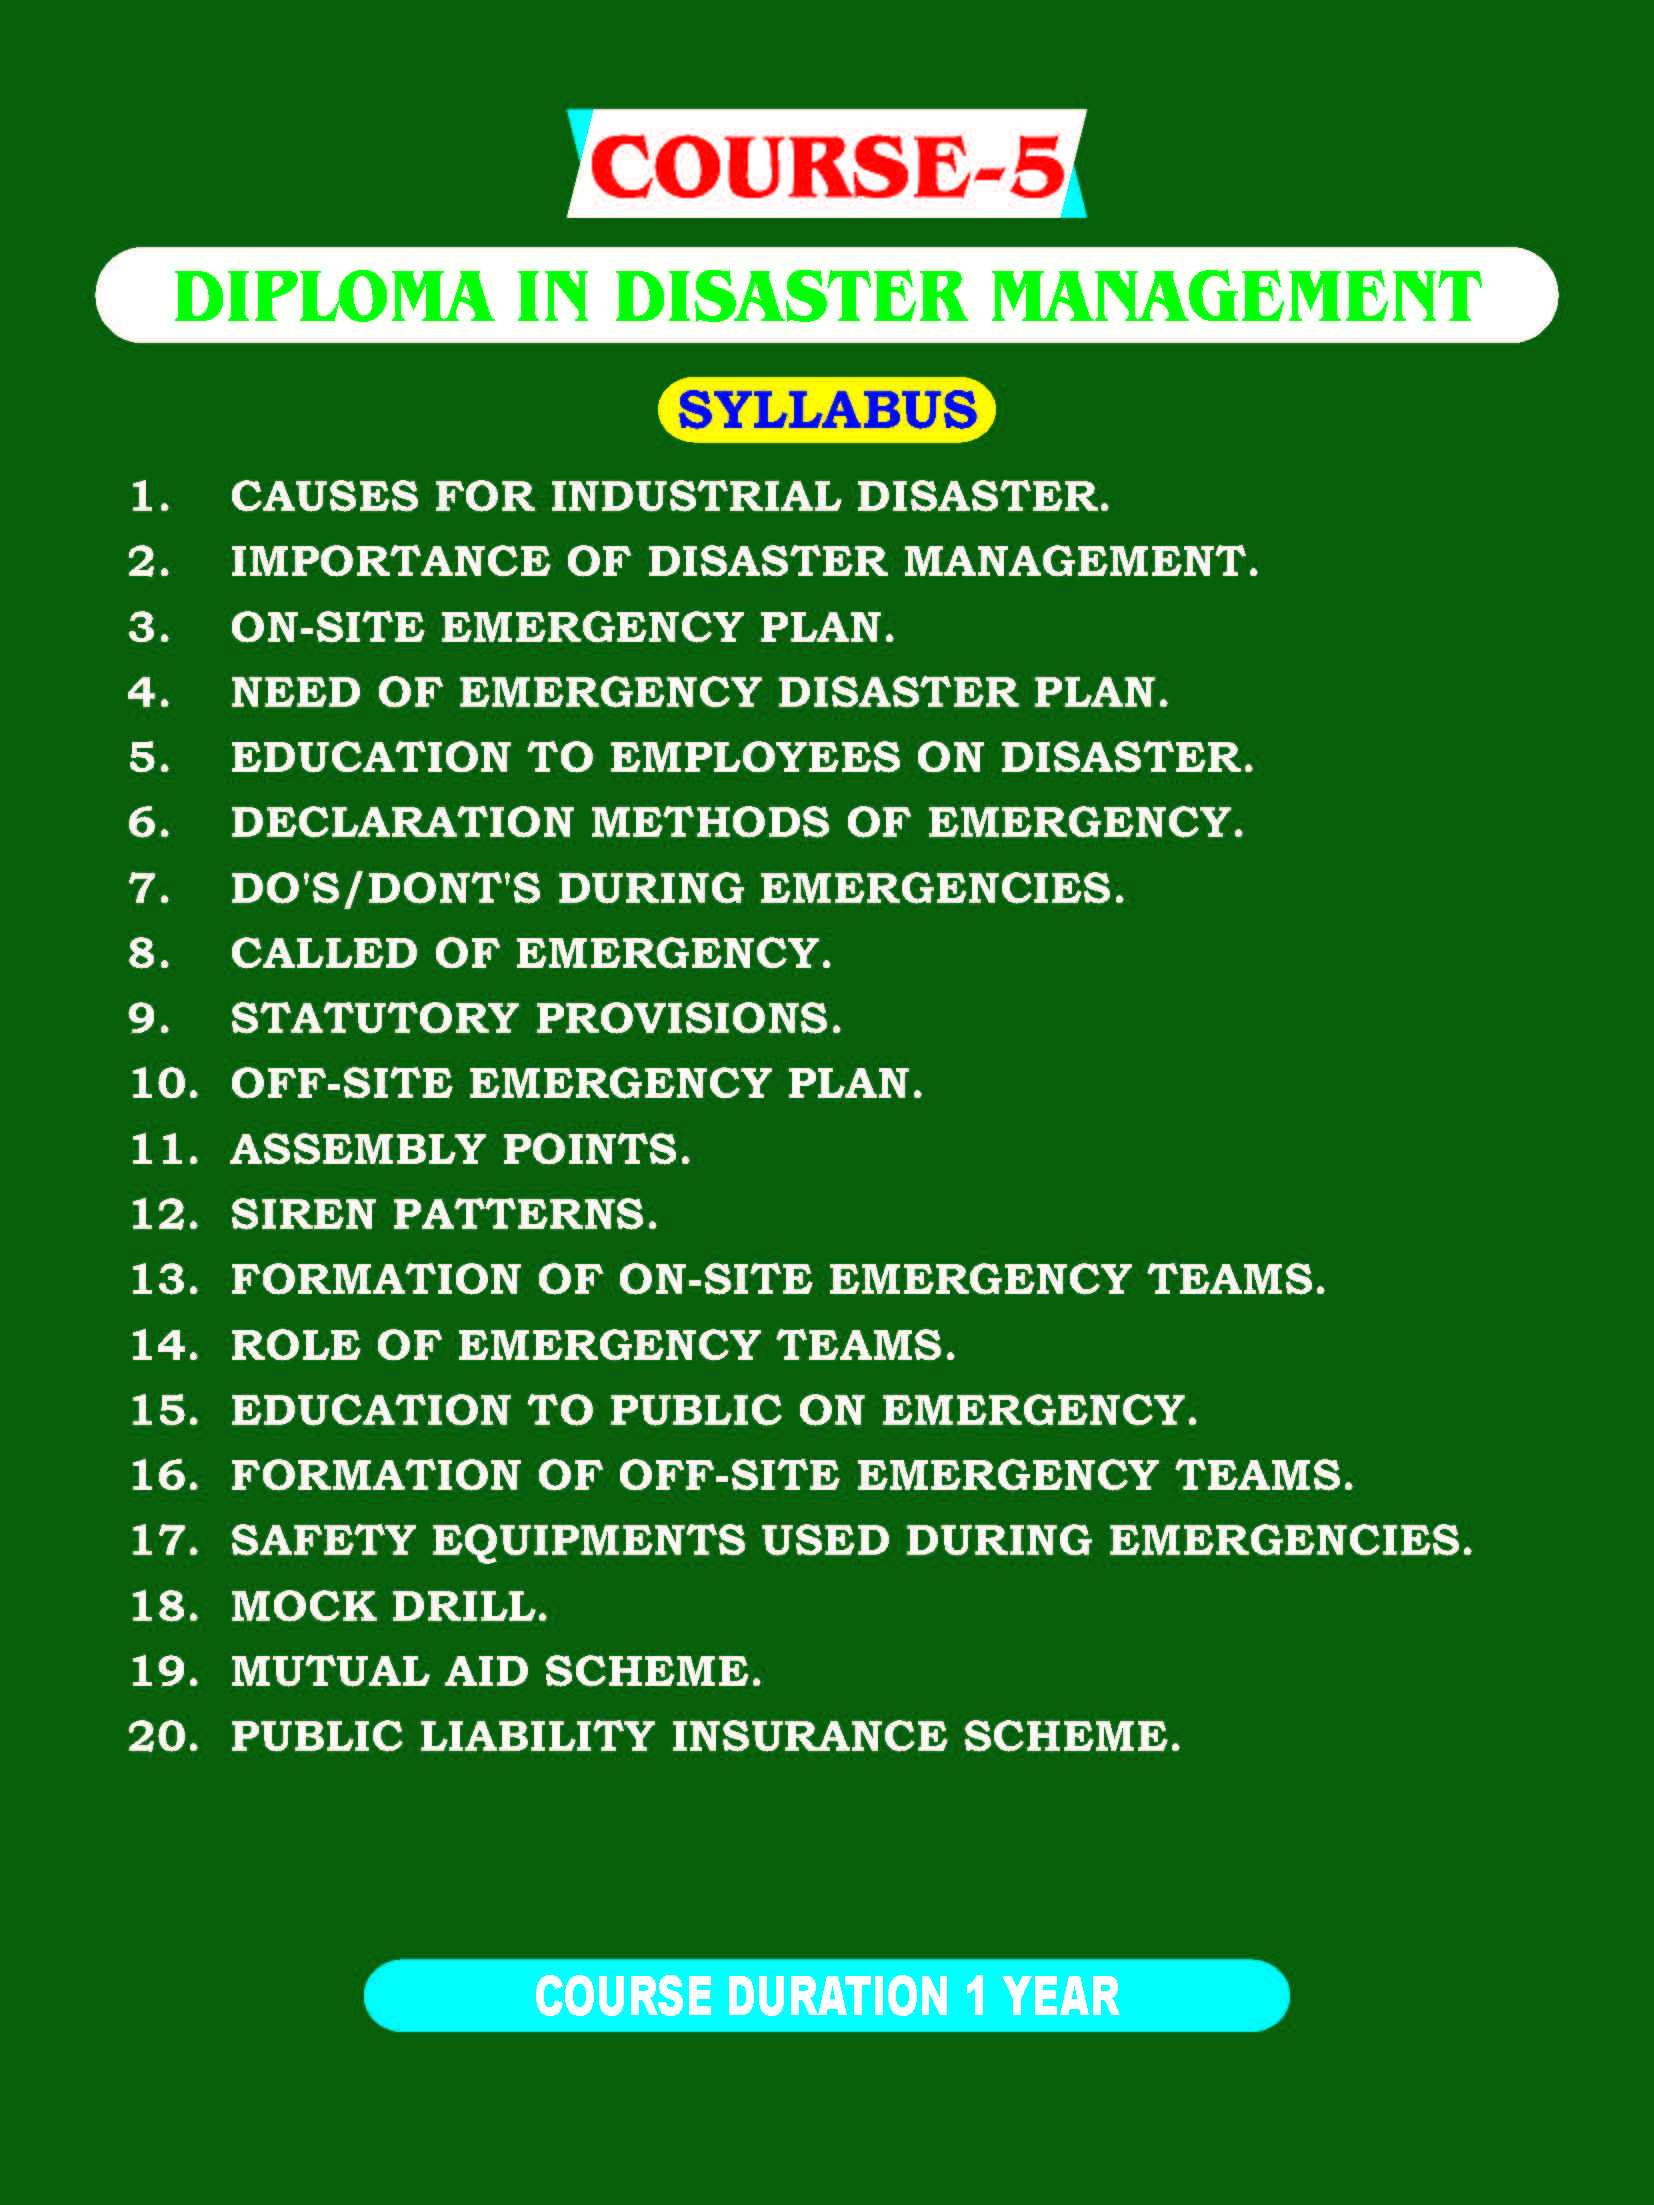 COURSE-5
DIPLOMA IN DISASTER MANAGEMENT
SYLLABUS
1. CAUSES FOR INDUSTRIAL DISASTER.
2. IMPORTANCE OF DISASTER MANAGEMENT.
3. ON-SITE EMERGENCY PLAN.
4. NEED OF EMERGENCY DISASTER PLAN.
5. EDUCATION TO EMPLOYEES ON DISASTER.
6. DECLARATION METHODS OF EMERGENCY.
7. DO'S/DONT'S DURING EMERGENCIES.
8. CALLED OF EMERGENCY.
9. STATUTORY PROVISIONS.
10. OFF-SITE EMERGENCY PLAN.
11. ASSEMBLY POINTS.
12. SIREN PATTERNS.
13. FORMATION OF ON-SITE EMERGENCY TEAMS.
14. ROLE OF EMERGENCY TEAMS.
15. EDUCATION TO PUBLIC ON EMERGENCY.
16. FORMATION OF OFF-SITE EMERGENCY TEAMS.
17. SAFETY EQUIPMENTS USED DURING EMERGENCIES.
18. MOCK DRILL.
19. MUTUAL AID SCHEME.
20. PUBLIC LIABILITY INSURANCE SCHEME.
COURSE DURATION 1 YEAR